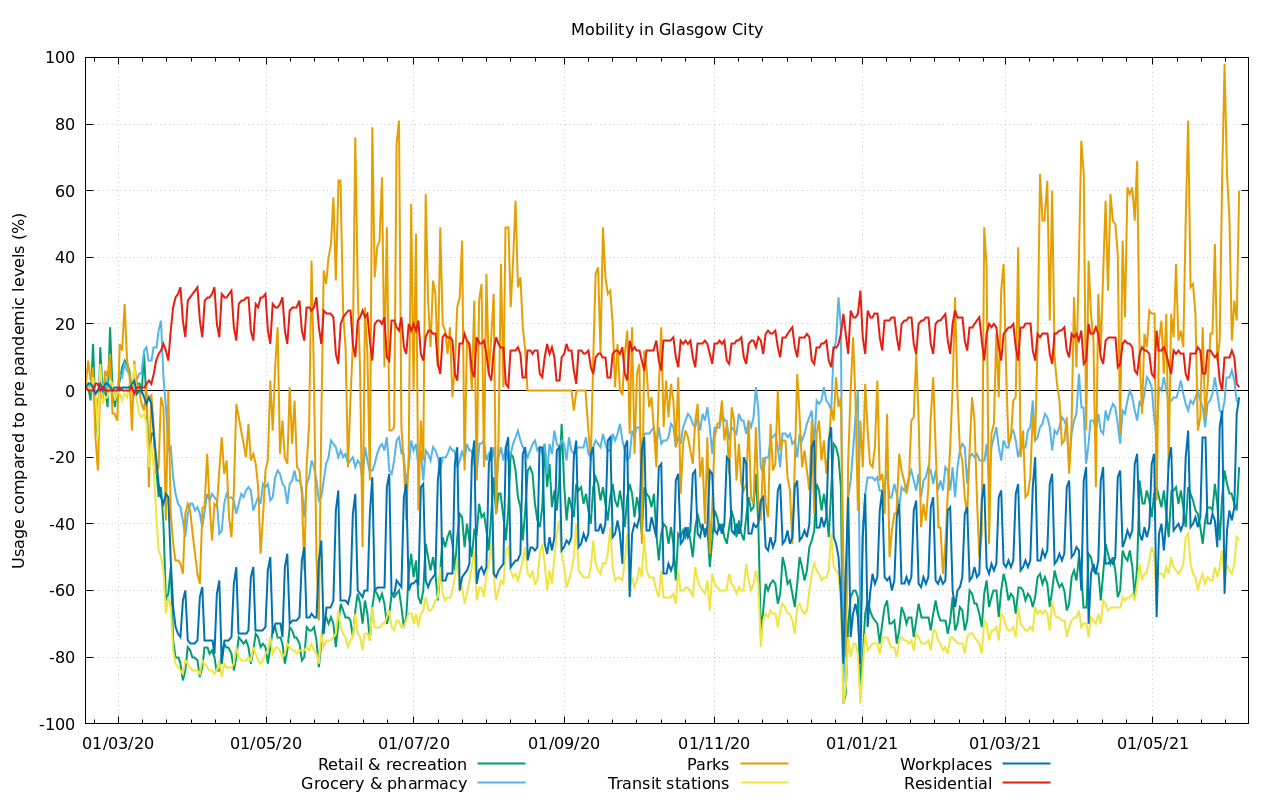 Mobility in Glasgow City
Usage compared to pre pandemic levels (%)
100
80
60
40
20
0
-20
-40
-60
-80
-100
01/03/20 01/05/20 01/07/20 01/09/20 01/11/20 01/01/21 01/03/21 01/05/21
Retail & recreation Parks Workplaces
Grocery & pharmacy Transit stations Residential